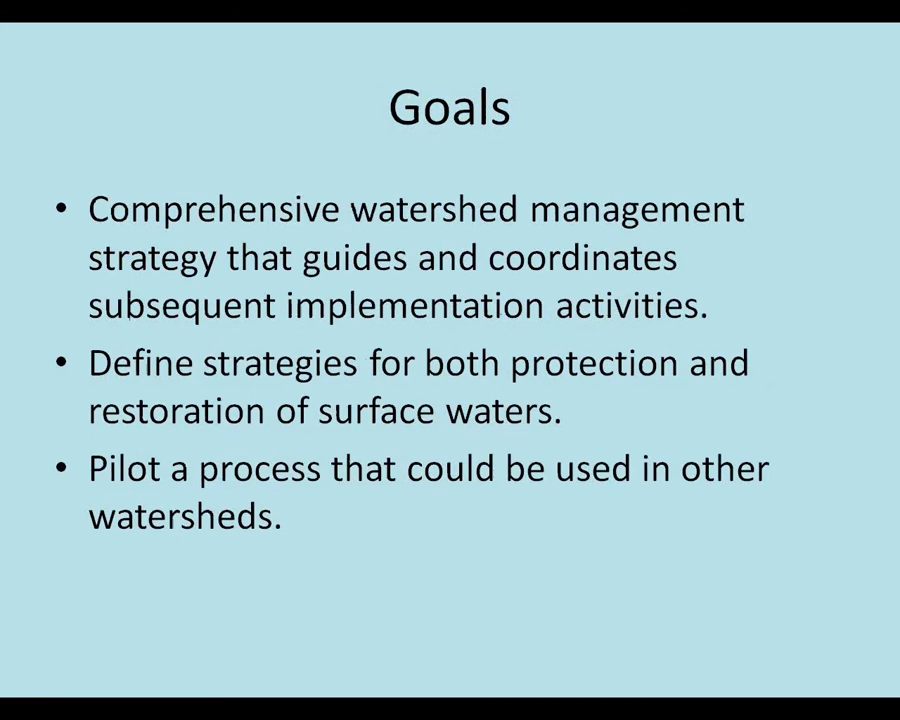 Goals
• Comprehensive watershed management
strategy that guides and coordinates
subsequent implementation activities.
• Define strategies for both protection and
restoration of surface waters.
• Pilot a process that could be used in other
watersheds.